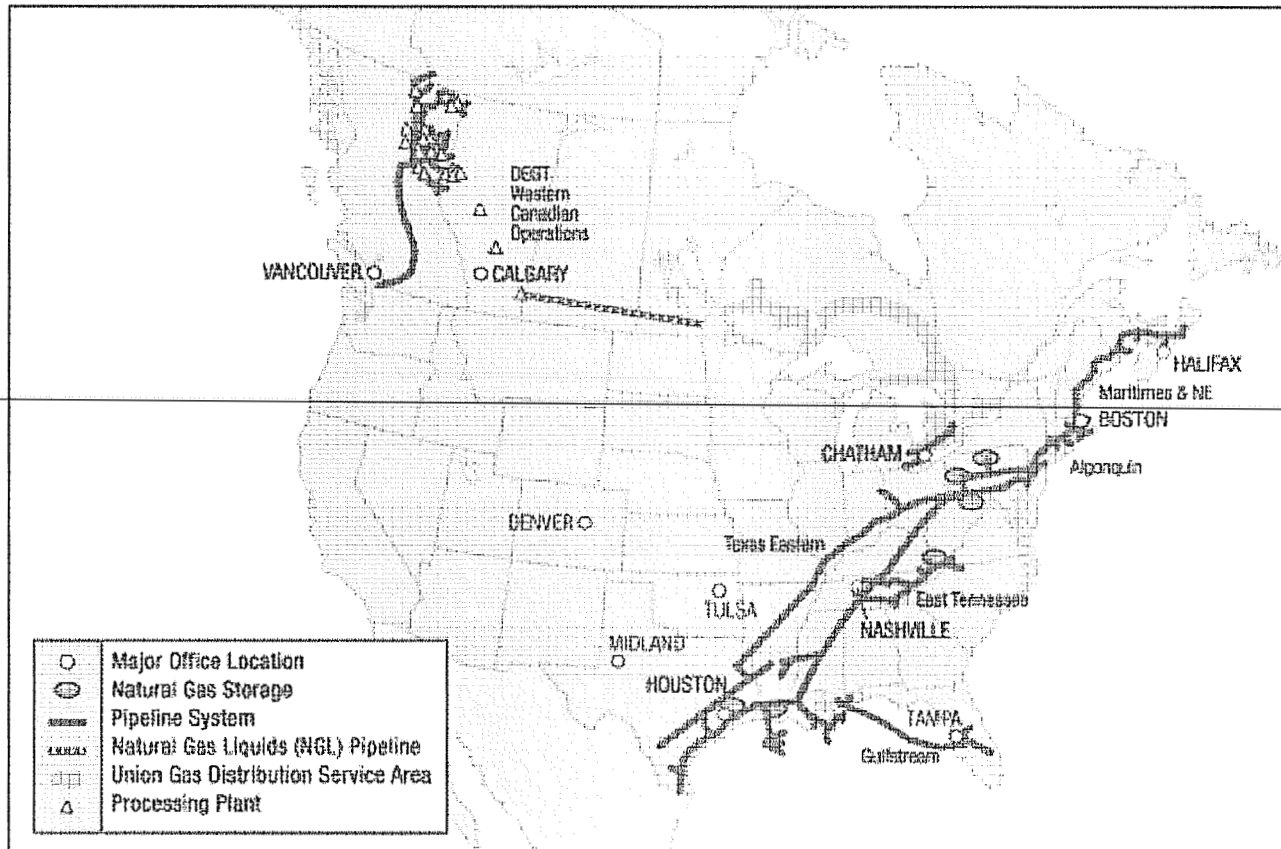 DEGT
Western
Canadian
Operations
VANCOUVER
CALGARY
HALIFAX
Maritimes & NE
BOSTON
CHATHAM
Algonquin
DENVER
Texas Eastern
TULSA
East Tennessee
NASHVILLE
MIDLAND
HOUSTON
TAMPA
Gulfstream
Major Office Location
Natural Gas Storage
Pipeline System
Natural Gas Liquids (NGL) Pipeline
Union Gas Distribution Service Area
Processing Plant